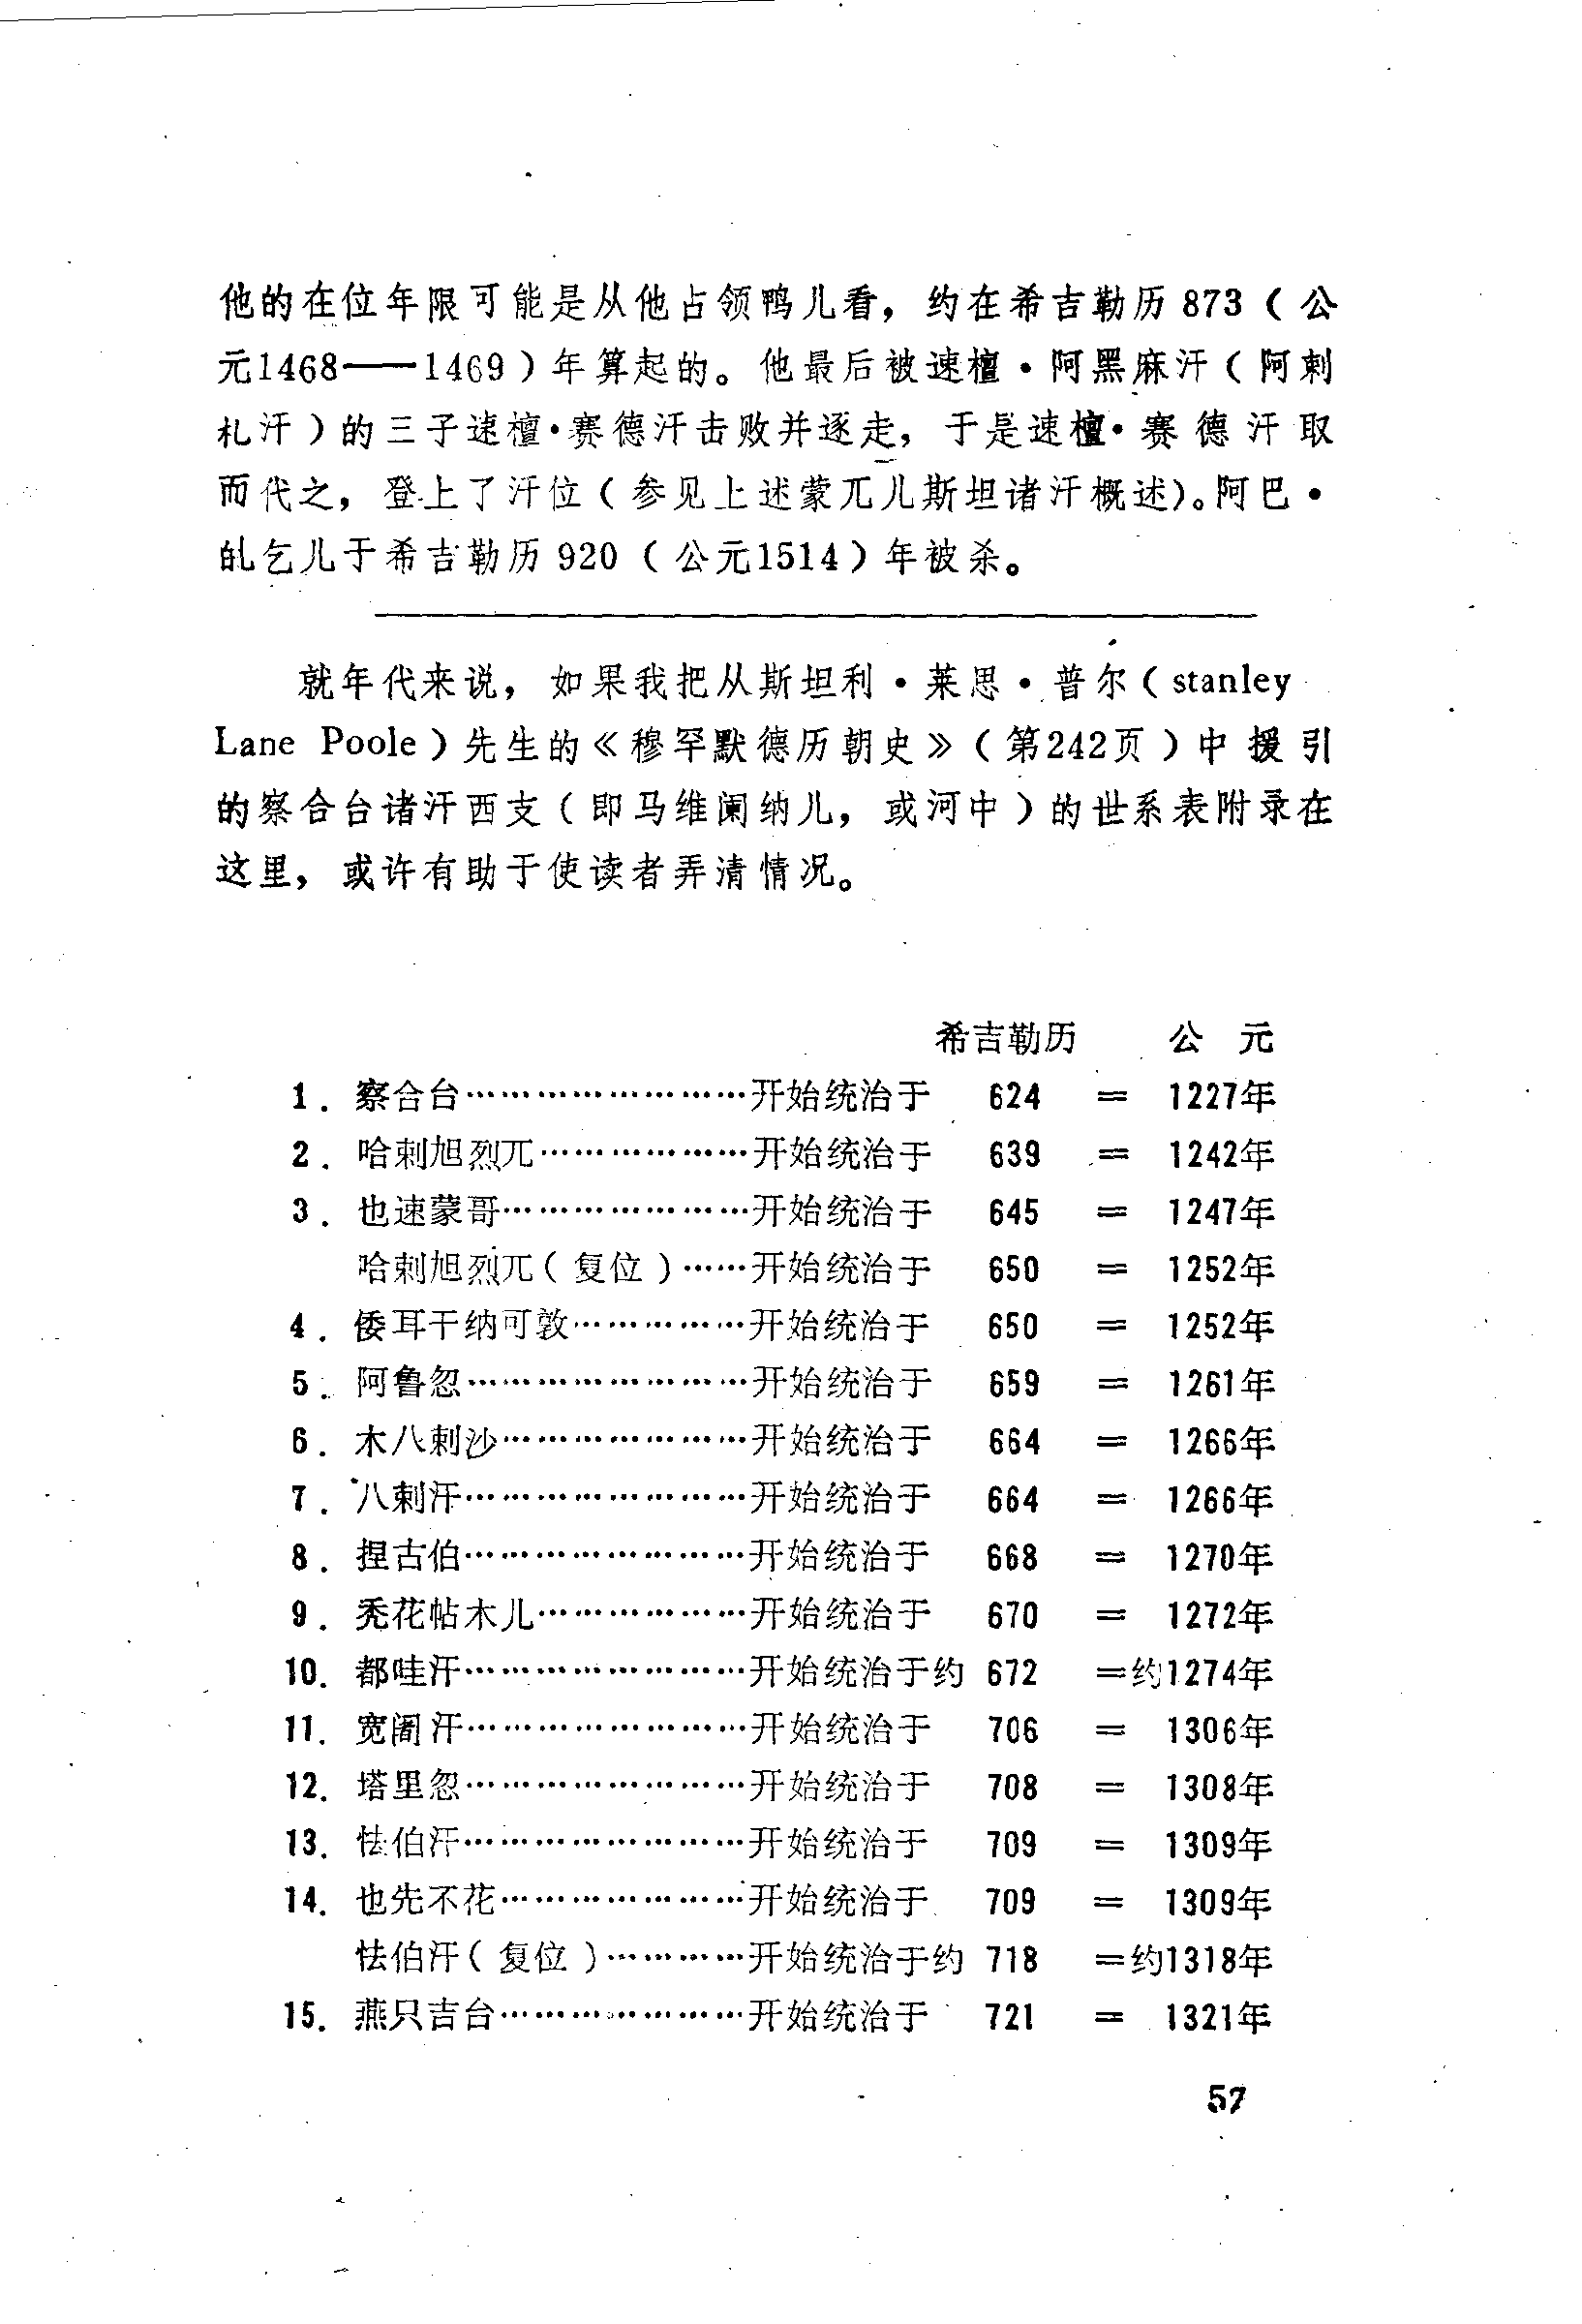 他的在位年限可能是从他占领鸭儿看，约在希吉勒历873（公
元1468——1469）年算起的。他最后被速檀·阿黑麻汗（阿剌
札汗）的三子速檀·赛德汗击败并逐走，于是速檀·赛德汗取
而代之，登上了汗位（参见上述蒙兀儿斯坦诸汗概述）。阿巴·
乞儿于希吉勒历920（公元1514）年被杀。
就年代来说，如果我把从斯坦利·莱思·普尔（stanley
Lane Poole）先生的《穆罕默德历朝史》（第242页）中援引
的察合台诸汗西支（即马维阑纳儿，或河中）的世系表附录在
这里，或许有助于使读者弄清情况。
希吉勒历 公 元
1．察合台……………………开始统治于 624 = 1227年
2．哈剌旭烈兀………………开始统治于 639 = 1242年
3．也速蒙哥…………………开始统治于 645 = 1247年
哈剌旭烈兀（复位）……开始统治于 650 = 1252年
4．倭耳干纳可敦……………开始统治于 650 = 1252年
5．阿鲁忽……………………开始统治于 659 = 1261年
6．木八剌沙…………………开始统治于 664 = 1266年
7．八剌汗……………………开始统治于 664 = 1266年
8．捏古伯……………………开始统治于 668 = 1270年
9．秃花帖木儿………………开始统治于 670 = 1272年
10．都哇汗……………………开始统治于约 672 =约1274年
11．宽阇汗……………………开始统治于 706 = 1306年
12．塔里忽……………………开始统治于 708 = 1308年
13．怯伯汗……………………开始统治于 709 = 1309年
14．也先不花…………………开始统治于 709 = 1309年
怯伯汗（复位）…………开始统治于约 718 =约1318年
15．燕只吉台…………………开始统治于 721 = 1321年
57